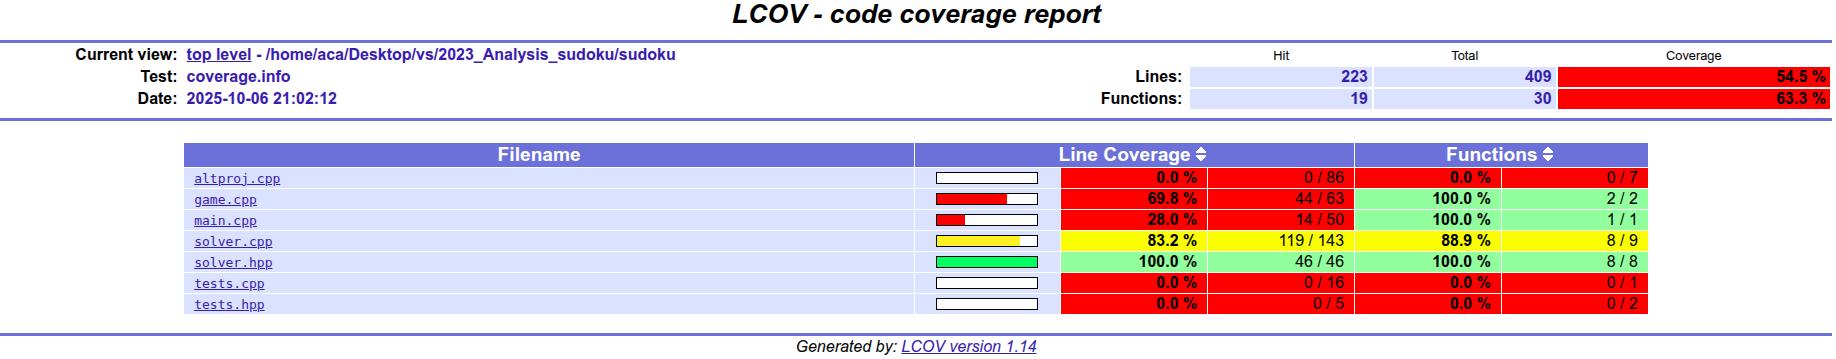 LCOV - code coverage report
Current view: top level - /home/aca/Desktop/vs/2023_Analysis_sudoku/sudoku Hit Total Coverage
Test: coverage.info Lines: 223 409 54.5 %
Date: 2025-10-06 21:02:12 Functions: 19 30 63.3 %
Filename Line Coverage Functions
altproj.cpp 0.0 % 0 / 86 0.0 % 0 / 7
game.cpp 69.8 % 44 / 63 100.0 % 2 / 2
main.cpp 28.0 % 14 / 50 100.0 % 1 / 1
solver.cpp 83.2 % 119 / 143 88.9 % 8 / 9
solver.hpp 100.0 % 46 / 46 100.0 % 8 / 8
tests.cpp 0.0 % 0 / 16 0.0 % 0 / 1
tests.hpp 0.0 % 0 / 5 0.0 % 0 / 2
Generated by: LCOV version 1.14